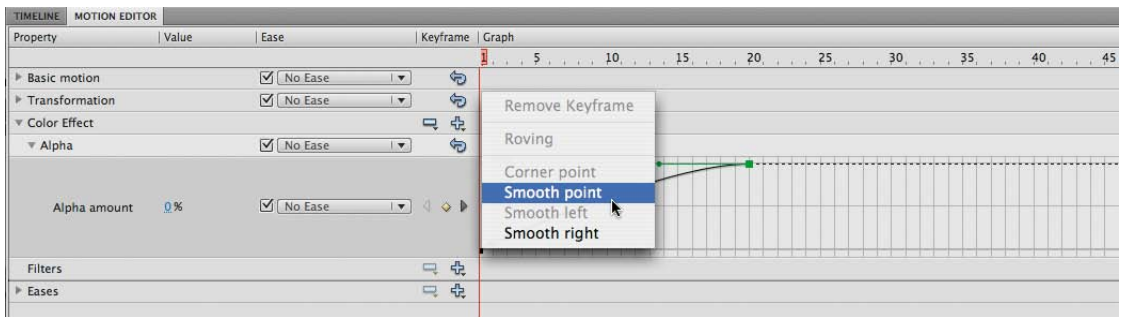 TIMELINE MOTION EDITOR
Property Value Ease Keyframe Graph
1 5 10 15 20 25 30 35 40 45
Basic motion No Ease
Transformation No Ease
Color Effect
Alpha No Ease
Alpha amount 0 % No Ease
Filters
Eases
Remove Keyframe
Roving
Corner point
Smooth point
Smooth left
Smooth right